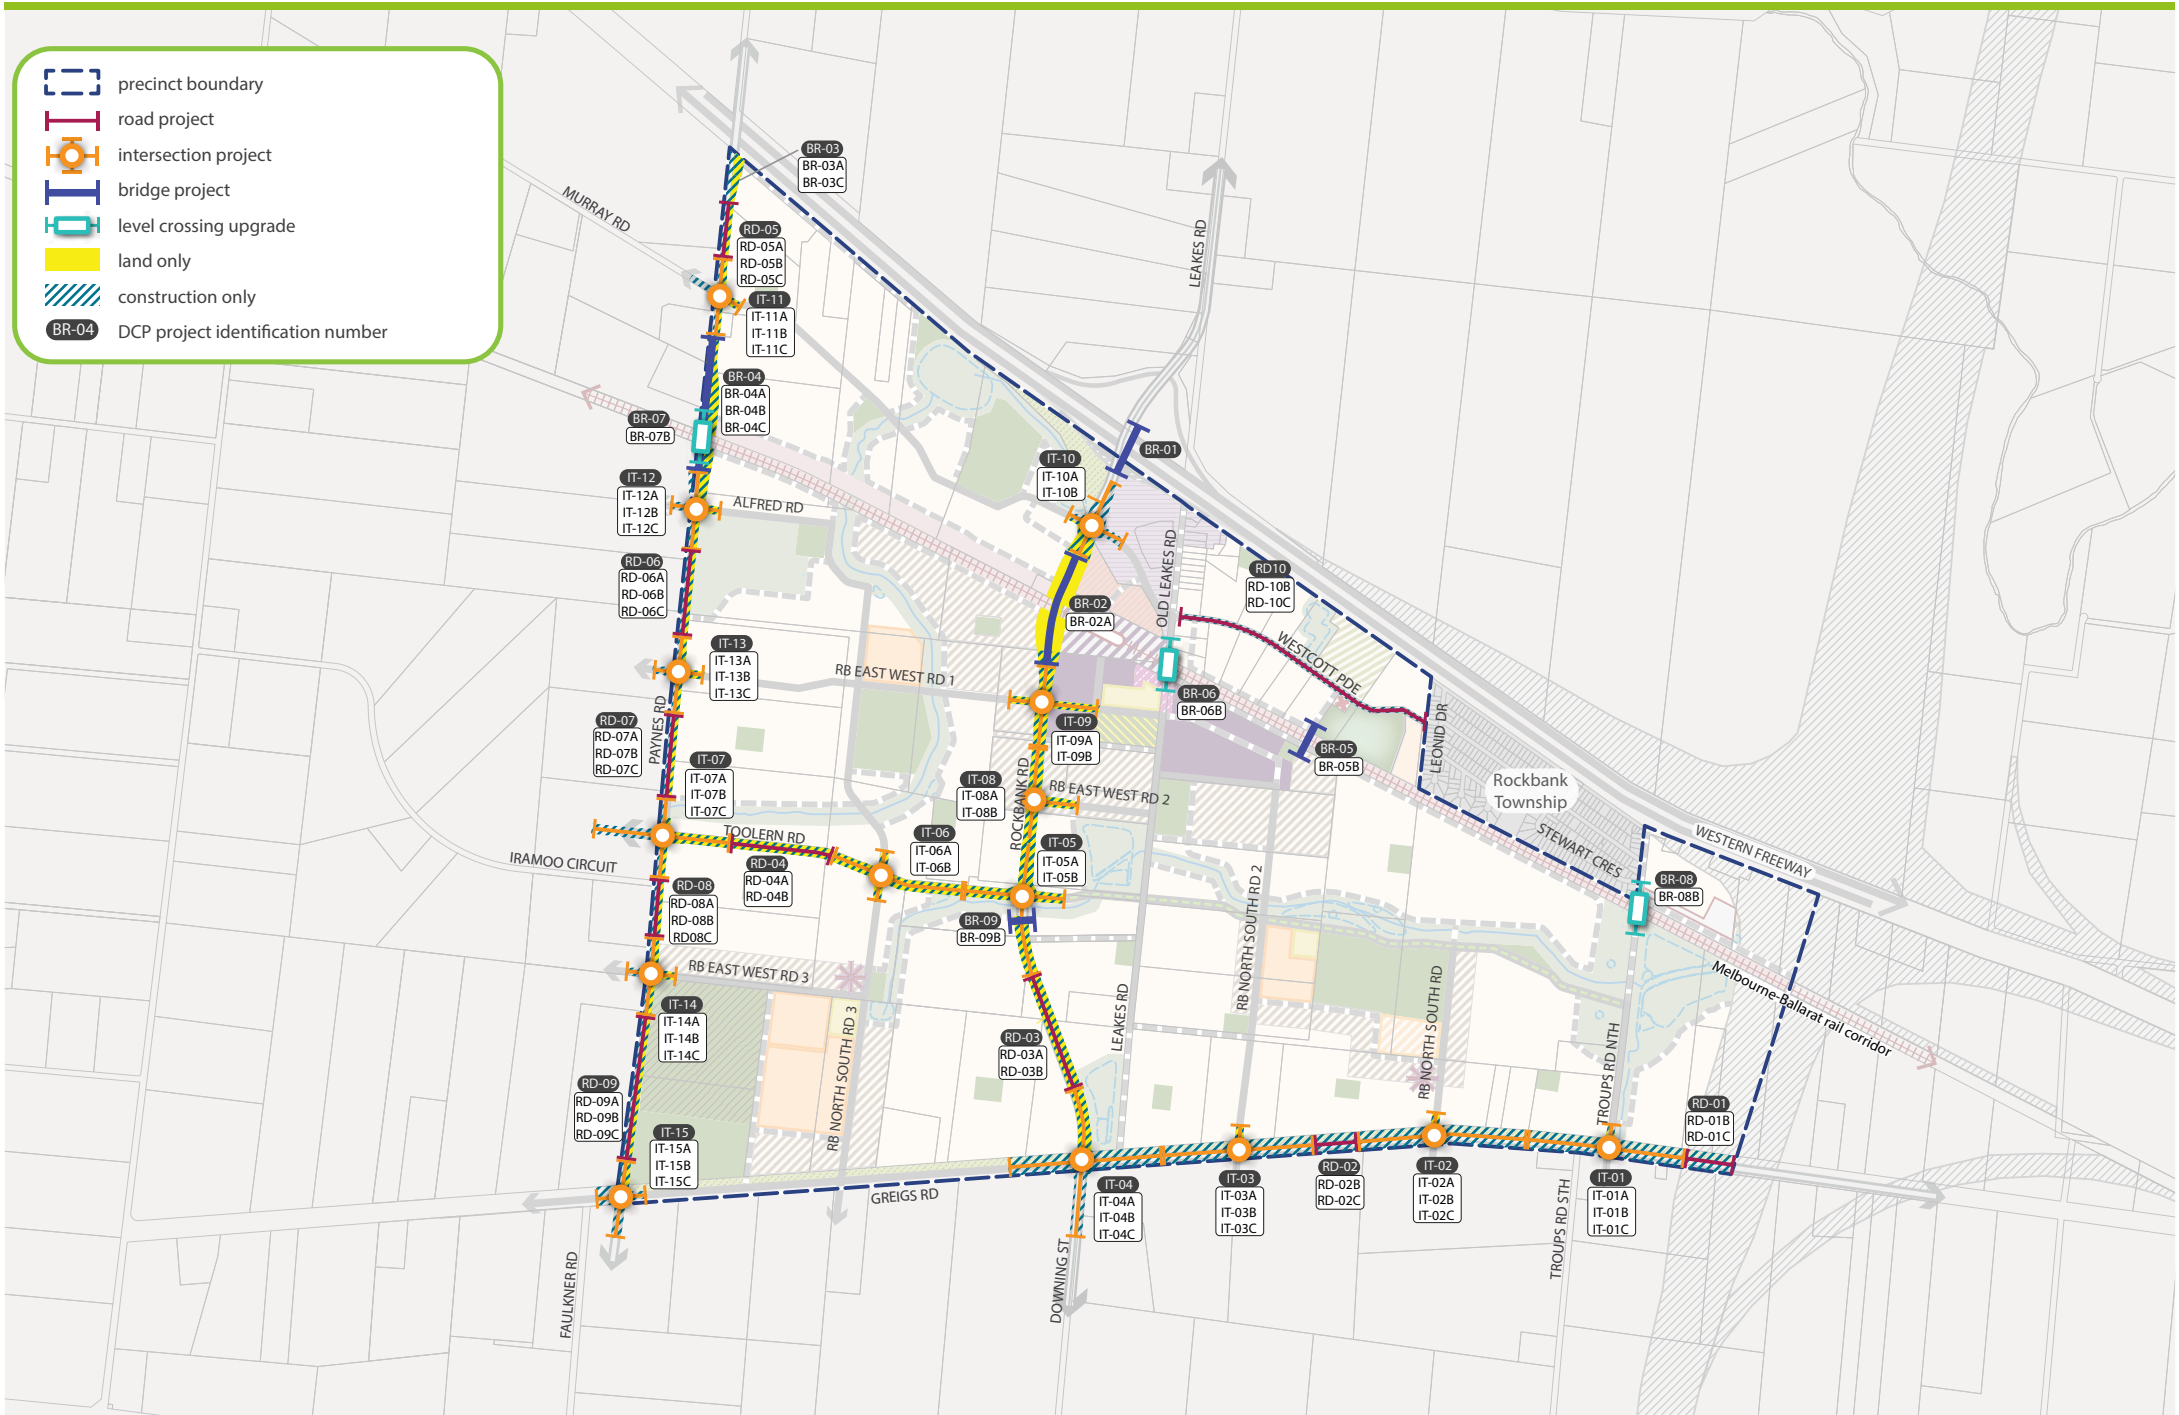 precinct boundary
road project
intersection project
bridge project
level crossing upgrade
land only
construction only
BR-04
DCP project identification number
BR-03
BR-03A
BR-03C
MURRAY RD
RD-05
RD-05A
RD-05B
RD-05C
LEAKES RD
IT-11
IT-11A
IT-11B
IT-11C
BR-04
BR-04A
BR-04B
BR-04C
BR-07
BR-07B
BR-01
IT-10
IT-10A
IT-10B
IT-12
IT-12A
IT-12B
IT-12C
ALFRED RD
OLD LEAKES RD
RD-06
RD-06A
RD-06B
RD-06C
RD10
RD-10B
RD-10C
BR-02
BR-02A
WESTCOTT PDE
IT-13
IT-13A
IT-13B
IT-13C
RB EAST WEST RD 1
BR-06
BR-06B
PAYNES RD
RD-07
RD-07A
RD-07B
RD-07C
IT-09
IT-09A
IT-09B
LEONID DR
BR-05
BR-05B
IT-07
IT-07A
IT-07B
IT-07C
IT-08
IT-08A
IT-08B
ROCKBANK RD
RB EAST WEST RD 2
Rockbank
Township
TOOLERN RD
IT-06
IT-06A
IT-06B
IT-05
IT-05A
IT-05B
STEWART CRES
WESTERN FREEWAY
IRAMOO CIRCUIT
RD-04
RD-04A
RD-04B
RD-08
RD-08A
RD-08B
RD08C
BR-08
BR-08B
BR-09
BR-09B
RB NORTH SOUTH RD 2
RB EAST WEST RD 3
RB NORTH SOUTH RD
Melbourne-Ballarat rail corridor
IT-14
IT-14A
IT-14B
IT-14C
RB NORTH SOUTH RD 3
LEAKES RD
RD-03
RD-03A
RD-03B
TROUPS RD NTH
RD-09
RD-09A
RD-09B
RD-09C
RD-01
RD-01B
RD-01C
IT-15
IT-15A
IT-15B
IT-15C
GREIGS RD
IT-04
IT-04A
IT-04B
IT-04C
IT-03
IT-03A
IT-03B
IT-03C
RD-02
RD-02B
RD-02C
IT-02
IT-02A
IT-02B
IT-02C
IT-01
IT-01A
IT-01B
IT-01C
TROUPS RD STH
FAULKNER RD
DOWNING ST